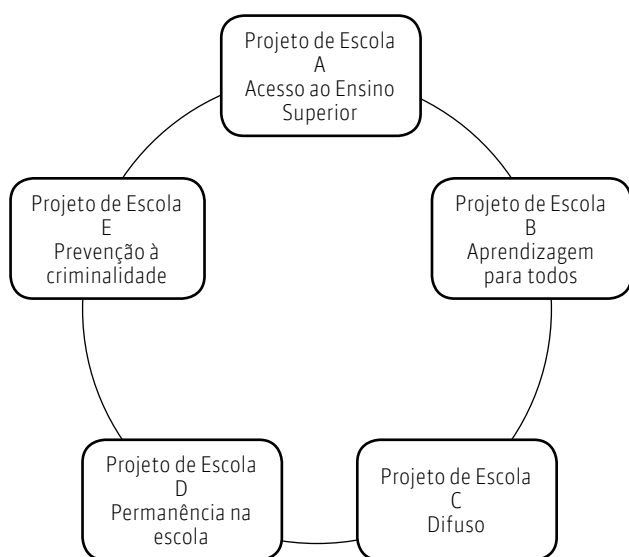 Projeto de Escola
A
Acesso ao Ensino
Superior
Projeto de Escola
E
Prevenção à
criminalidade
Projeto de Escola
B
Aprendizagem
para todos
Projeto de Escola
D
Permanência na
escola
Projeto de Escola
C
Difuso